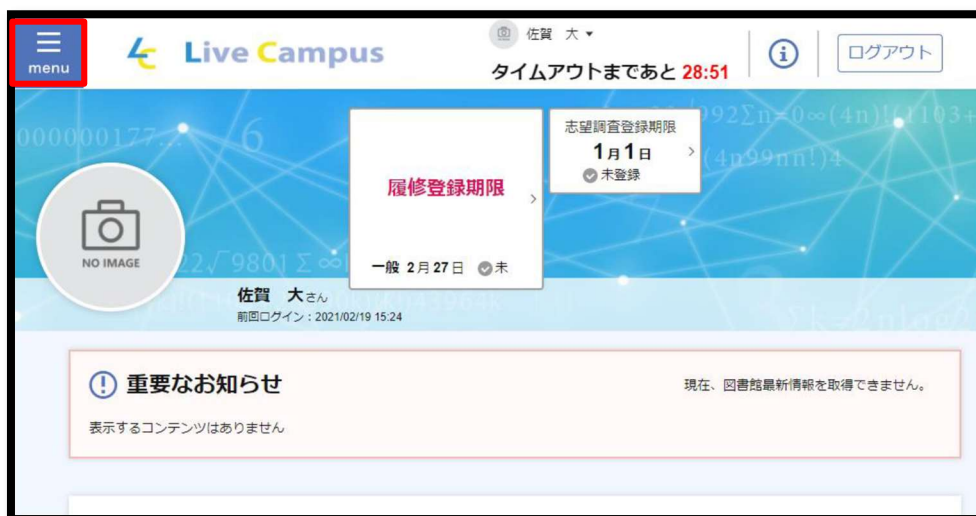 menu
Live Campus
佐賀 大 ▾
タイムアウトまであと 28:51
ログアウト
履修登録期限
一般 2月27日 未
志望調査登録期限
1月1日
未登録
NO IMAGE
佐賀 大さん
前回ログイン：2021/02/19 15:24
重要なお知らせ
現在、図書館最新情報を取得できません。
表示するコンテンツはありません